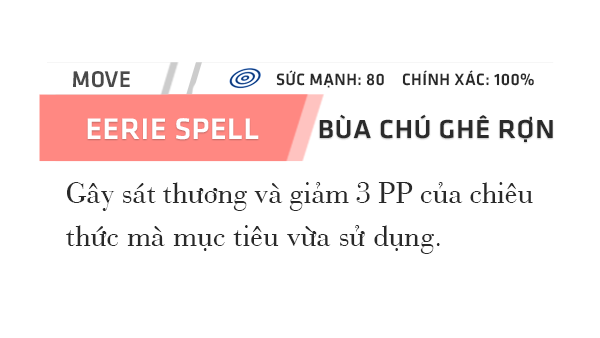 MOVE SỨC MẠNH: 80 CHÍNH XÁC: 100%
EERIE SPELL BÙA CHÚ GHÊ RỢN
Gây sát thương và giảm 3 PP của chiêu
thức mà mục tiêu vừa sử dụng.